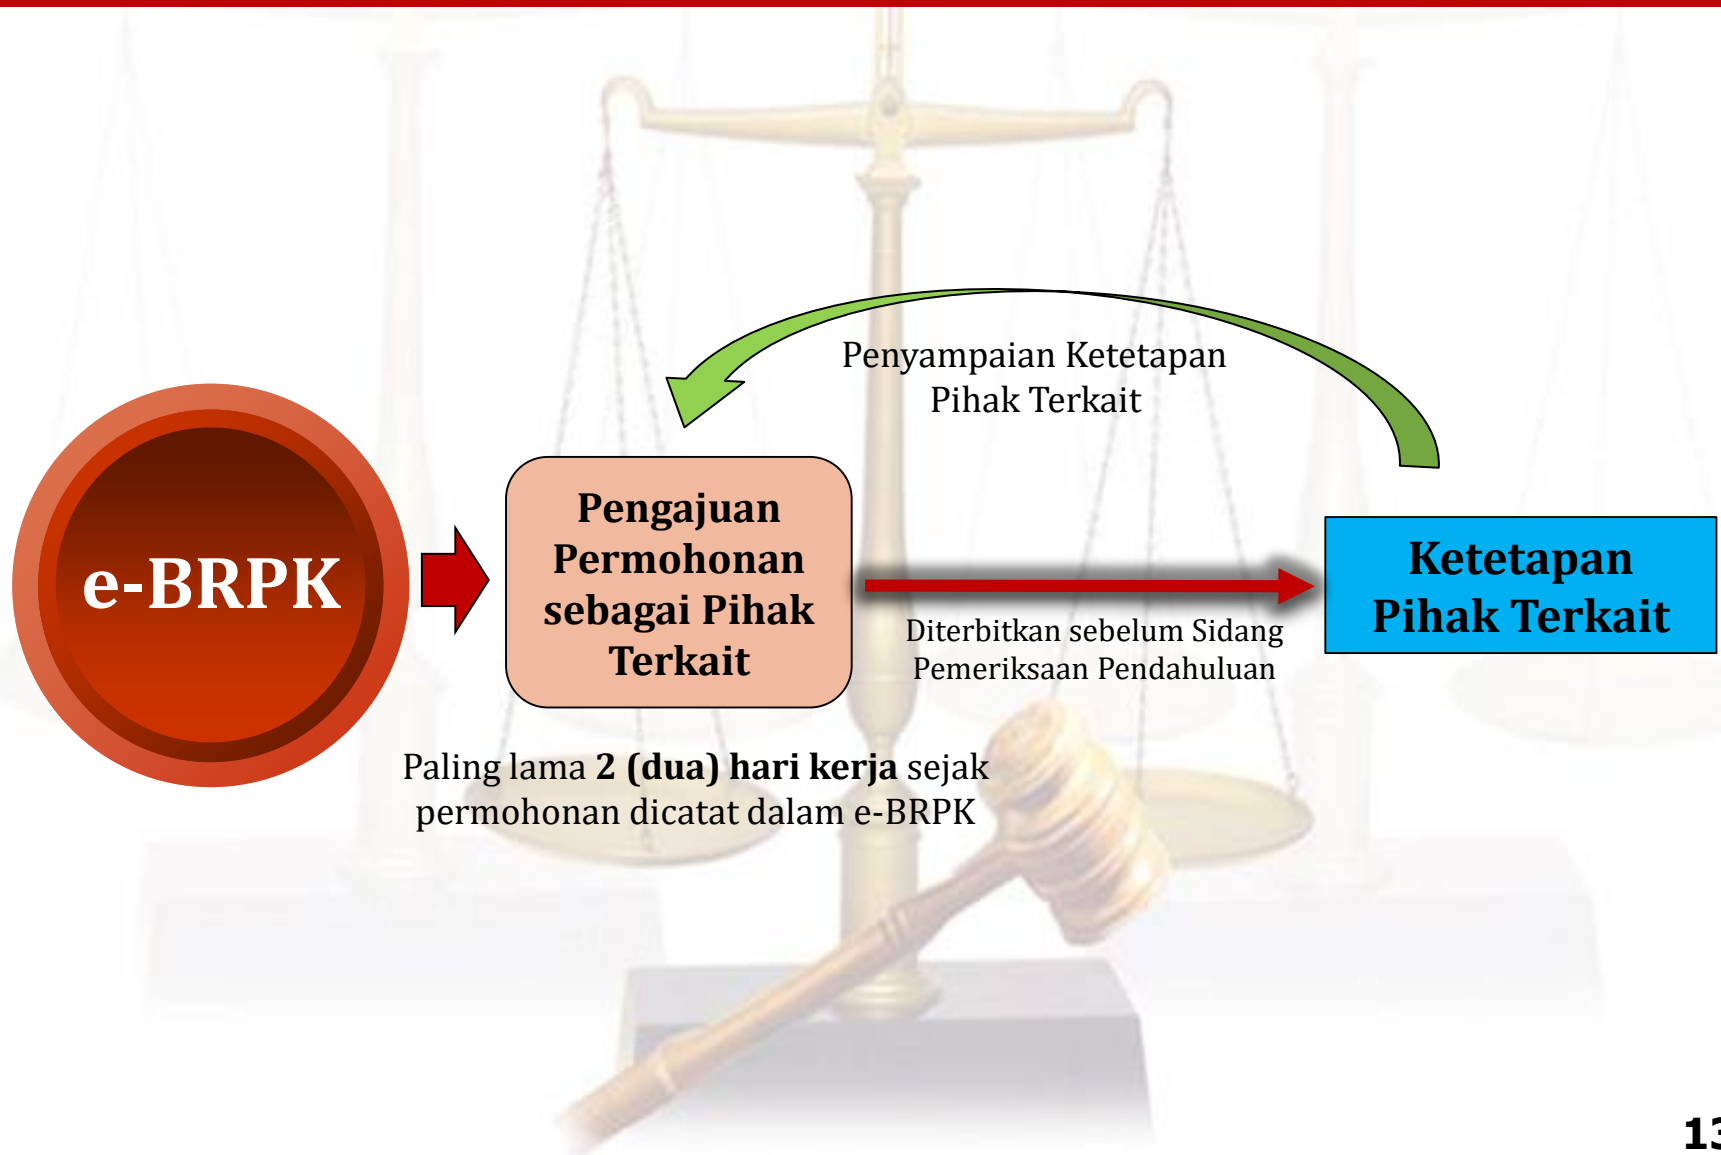 Penyampaian Ketetapan
Pihak Terkait
e-BRPK
Pengajuan
Permohonan
sebagai Pihak
Terkait
Diterbitkan sebelum Sidang
Pemeriksaan Pendahuluan
Ketetapan
Pihak Terkait
Paling lama 2 (dua) hari kerja sejak
permohonan dicatat dalam e-BRPK
13